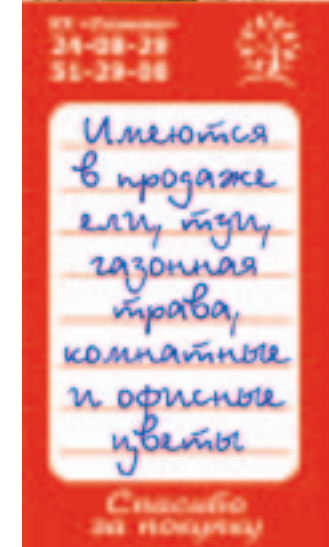 24-08-29
51-29-08
Имеются
в продаже
ели, туи,
газонная
трава,
комнатные
и офисные
цветы
Спасибо
за покупку